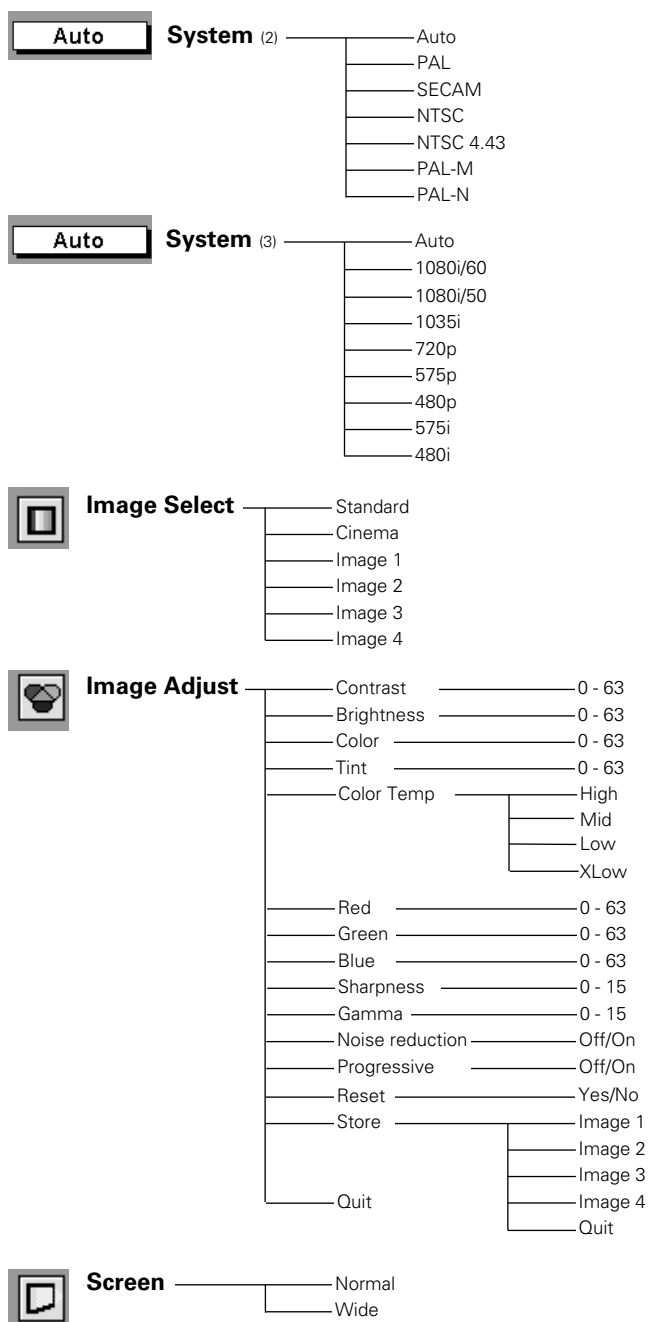 Auto System (2) Auto
PAL
SECAM
NTSC
NTSC 4.43
PAL-M
PAL-N
Auto System (3) Auto
1080i/60
1080i/50
1035i
720p
575p
480p
575i
480i
Image Select Standard
Cinema
Image 1
Image 2
Image 3
Image 4
Image Adjust Contrast 0 - 63
Brightness 0 - 63
Color 0 - 63
Tint 0 - 63
Color Temp High
Mid
Low
XLow
Red 0 - 63
Green 0 - 63
Blue 0 - 63
Sharpness 0 - 15
Gamma 0 - 15
Noise reduction Off/On
Progressive Off/On
Reset Yes/No
Store Image 1
Image 2
Image 3
Quit Image 4
Quit
Screen Normal
Wide